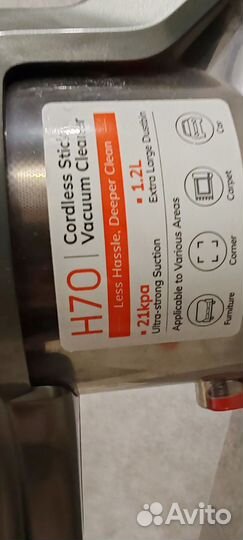 H70 | Cordless Stick
Vacuum Cleaner
Less Hassle, Deeper Clean
• 21kpa
Ultra-strong Suction
• 1.2L
Extra Large Dustbin
Applicable to Various Areas
Furniture
Corner
Carpet
Car
Avito